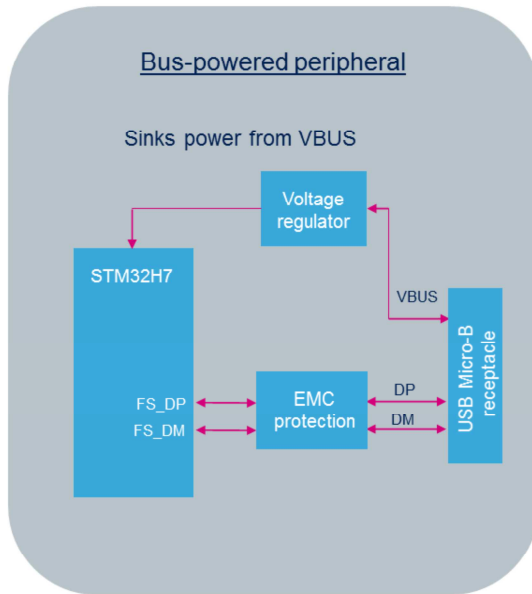 Bus-powered peripheral
Sinks power from VBUS
Voltage
regulator
STM32H7
VBUS
USB Micro-B
receptacle
FS_DP
FS_DM
EMC
protection
DP
DM